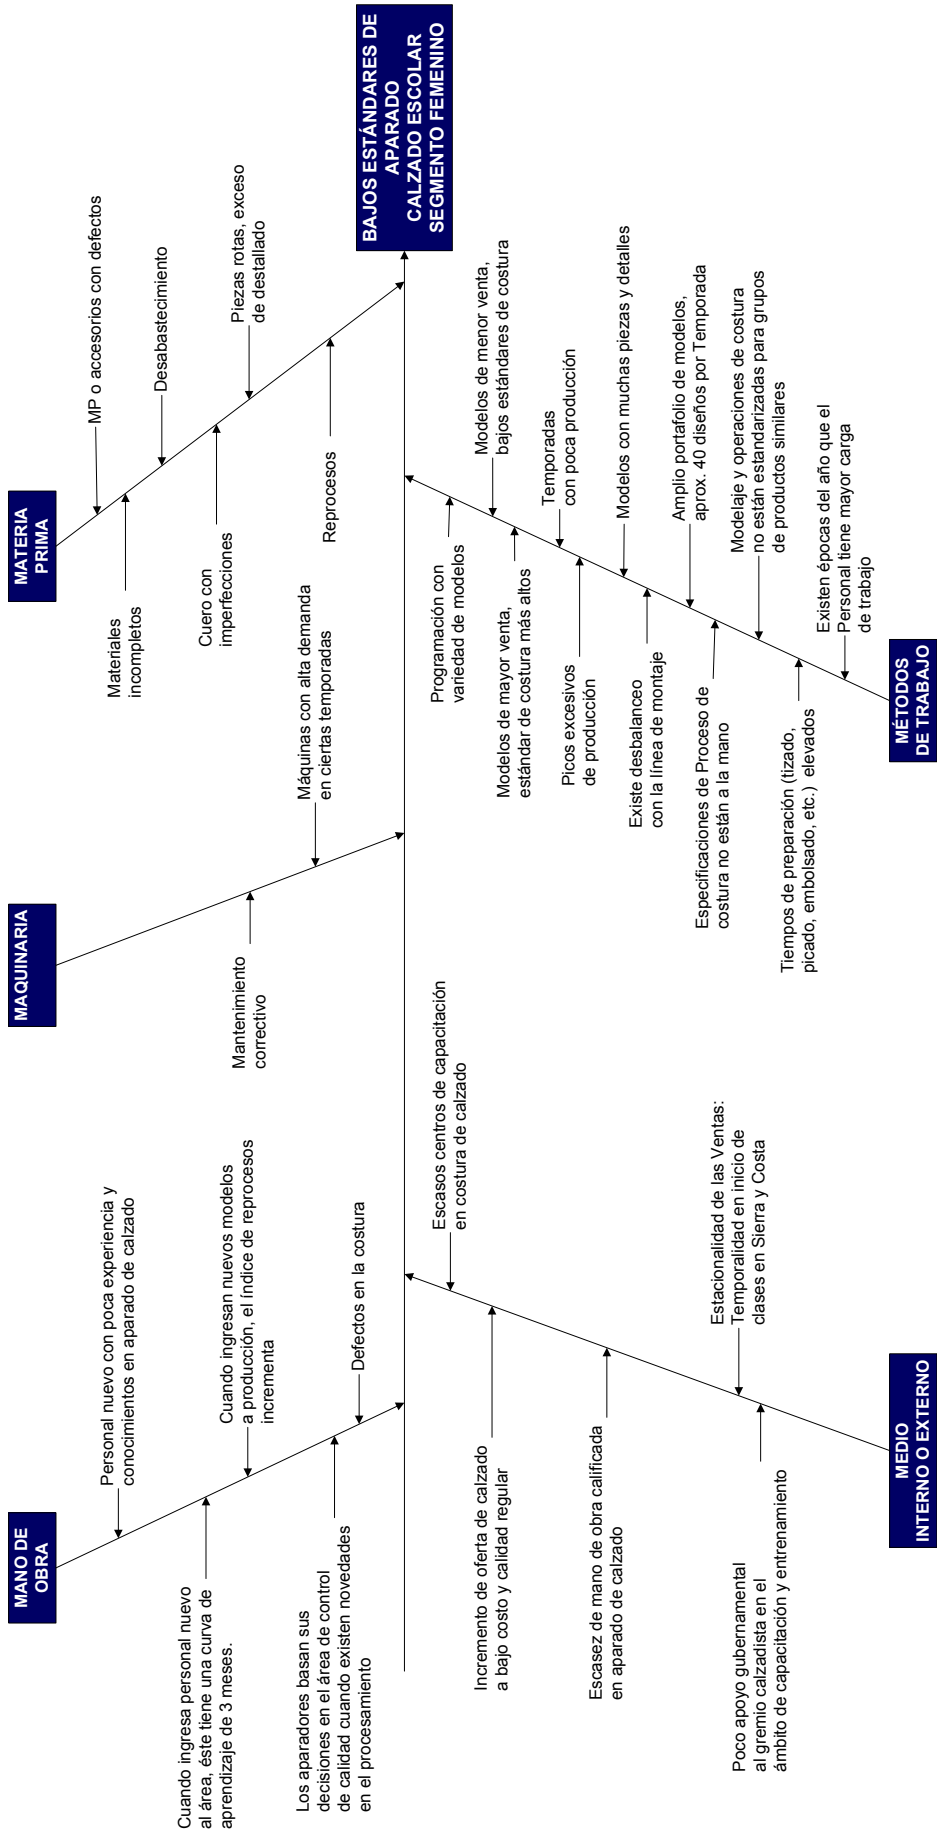 MANO DE
OBRA
MAQUINARIA
MATERIA
PRIMA
Personal nuevo con poca experiencia y
conocimientos en aparado de calzado
Cuando ingresa personal nuevo
al área, éste tiene una curva de
aprendizaje de 3 meses.
Cuando ingresan nuevos modelos
a producción, el índice de reprocesos
incrementa
Los aparadores basan sus
decisiones en el área de control
de calidad cuando existen novedades
en el procesamiento
Defectos en la costura
Mantenimiento
correctivo
Máquinas con alta demanda
en ciertas temporadas
MP o accesorios con defectos
Materiales
incompletos
Desabastecimiento
Cuero con
imperfecciones
Piezas rotas, exceso
de destallado
Reprocesos
BAJOS ESTÁNDARES DE
APARADO
CALZADO ESCOLAR
SEGMENTO FEMENINO
Escasos centros de capacitación
en costura de calzado
Incremento de oferta de calzado
a bajo costo y calidad regular
Escasez de mano de obra calificada
en aparado de calzado
Estacionalidad de las Ventas:
Temporalidad en inicio de
clases en Sierra y Costa
Poco apoyo gubernamental
al gremio calzadista en el
ámbito de capacitación y entrenamiento
Programación con
variedad de modelos
Modelos de menor venta,
bajos estándares de costura
Modelos de mayor venta,
estándar de costura más altos
Temporadas
con poca producción
Picos excesivos
de producción
Modelos con muchas piezas y detalles
Existe desbalanceo
con la línea de montaje
Amplio portafolio de modelos,
aprox. 40 diseños por Temporada
Especificaciones de Proceso de
costura no están a la mano
Modelaje y operaciones de costura
no están estandarizadas para grupos
de productos similares
Tiempos de preparación (tizado,
picado, embolsado, etc.) elevados
Existen épocas del año que el
Personal tiene mayor carga
de trabajo
MEDIO
INTERNO O EXTERNO
MÉTODOS
DE TRABAJO